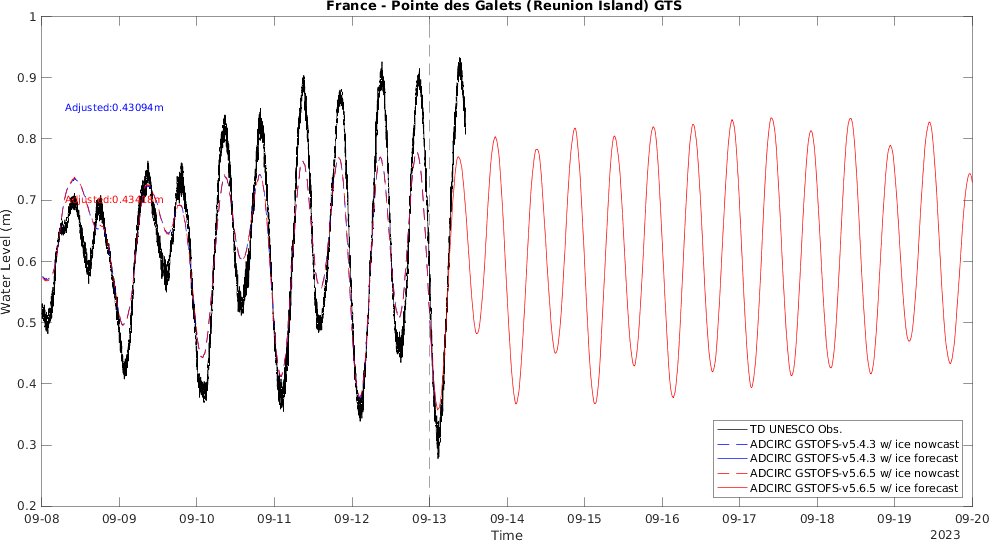 France - Pointe des Galets (Reunion Island) GTS
1
0.9
0.8
0.7
0.6
0.5
0.4
0.3
0.2
Water Level (m)
Adjusted:0.43094m
Adjusted:0.43418m
TD UNESCO Obs.
ADCIRC GSTOFS-v5.4.3 w/ ice nowcast
ADCIRC GSTOFS-v5.4.3 w/ ice forecast
ADCIRC GSTOFS-v5.6.5 w/ ice nowcast
ADCIRC GSTOFS-v5.6.5 w/ ice forecast
09-08 09-09 09-10 09-11 09-12 09-13 09-14 09-15 09-16 09-17 09-18 09-19 09-20
Time
2023